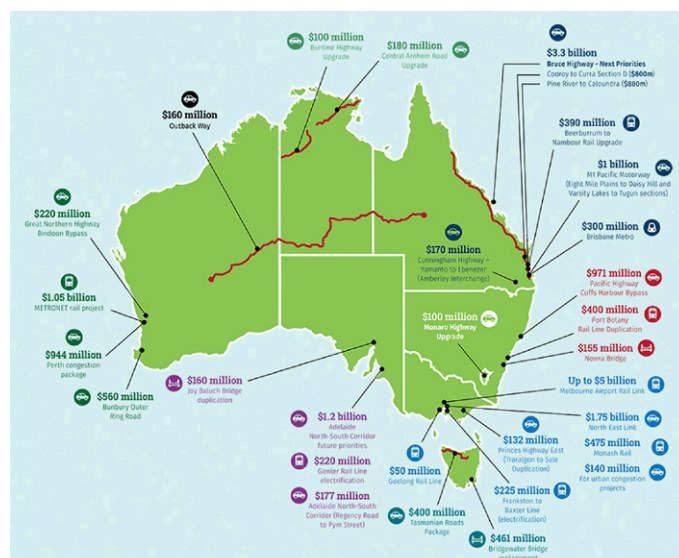 $100 million
Buntine Highway
Upgrade
$180 million
Central Arnhem Road
Upgrade
$3.3 billion
Bruce Highway - Next Priorities
Cooroy to Curra Section D ($800m)
Pine River to Caloundra ($880m)
$160 million
Outback Way
$390 million
Beerburrum to
Nambour Rail Upgrade
$1 billion
M1 Pacific Motorway
(Eight Mile Plains to Daisy Hill and
Varsity Lakes to Tugun sections)
$220 million
Great Northern Highway
Bindoon Bypass
$300 million
Brisbane Metro
$170 million
Cunningham Highway –
Yamanto to Ebenezer
(Amberley Interchange)
$1.05 billion
METRONET rail project
$971 million
Pacific Highway
Coffs Harbour Bypass
$100 million
Monaro Highway
Upgrade
$400 million
Port Botany
Rail Line Duplication
$944 million
Perth congestion
package
$155 million
Nowra Bridge
$560 million
Bunbury Outer
Ring Road
$160 million
Joy Baluch Bridge
duplication
Up to $5 billion
Melbourne Airport Rail Link
$1.2 billion
Adelaide
North-South Corridor
future priorities
$1.75 billion
North East Link
$132 million
Princes Highway East
(Traralgon to Sale
Duplication)
$475 million
Monash Rail
$220 million
Gawler Rail Line
electrification
$50 million
Geelong Rail Line
$140 million
For urban congestion
projects
$177 million
Adelaide North-South
Corridor (Regency Road
to Pym Street)
$225 million
Frankston to
Baxter Line
(electrification)
$400 million
Tasmanian Roads
Package
$461 million
Bridgewater Bridge